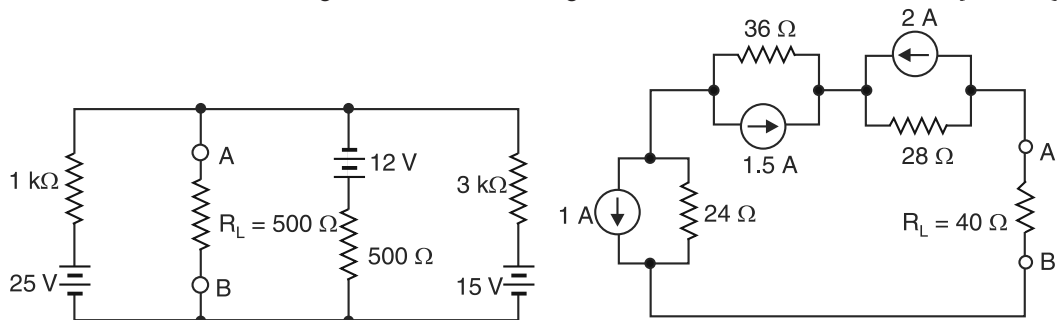 1 kΩ
25 V
A
R_L = 500 Ω
B
12 V
500 Ω
3 kΩ
15 V
36 Ω
1.5 A
2 A
28 Ω
1 A
24 Ω
A
R_L = 40 Ω
B